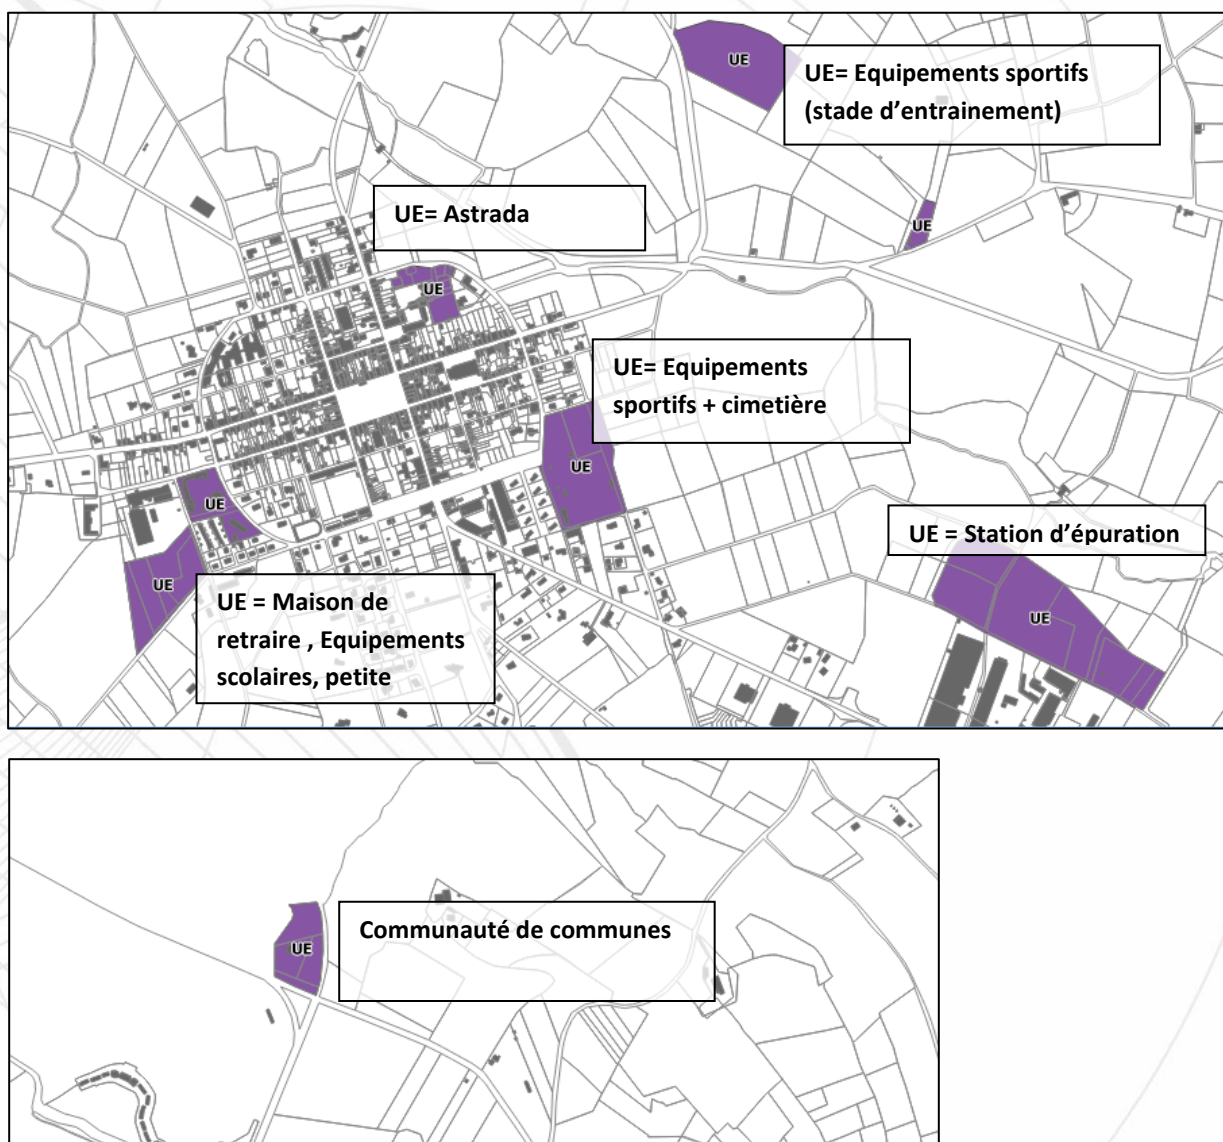 UE
UE= Equipements sportifs
(stade d’entrainement)
UE= Astrada
UE
UE
UE= Equipements
sportifs + cimetière
UE
UE
UE = Station d’épuration
UE
UE = Maison de
retraire , Equipements
scolaires, petite
UE
Communauté de communes
UE